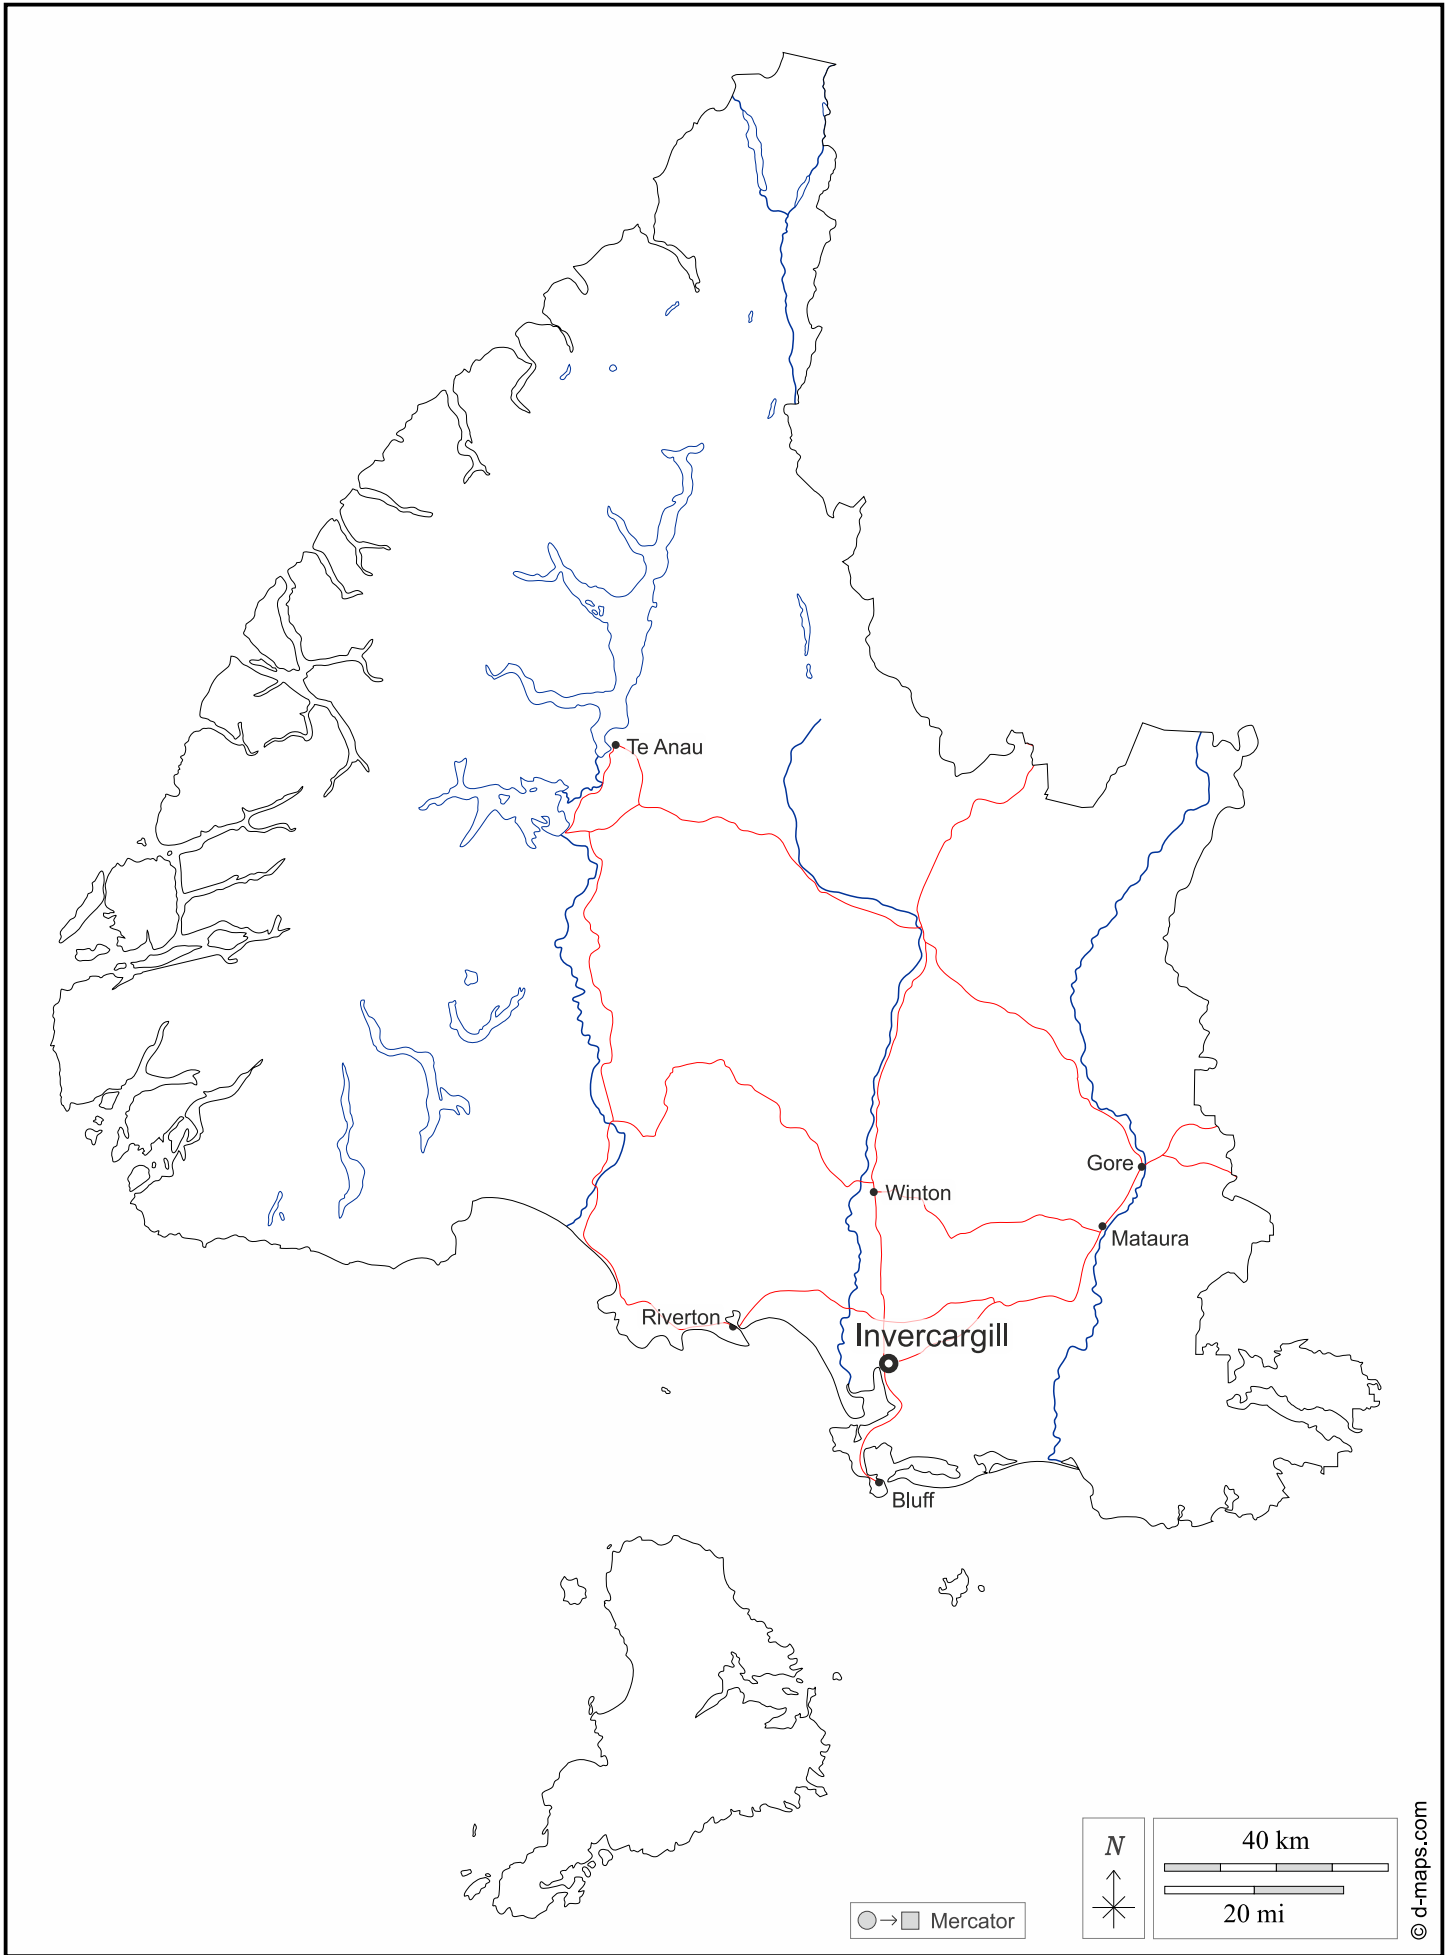 Te Anau
Gore
Winton
Mataura
Riverton
Invercargill
Bluff
N
40 km
20 mi
Mercator
© d-maps.com